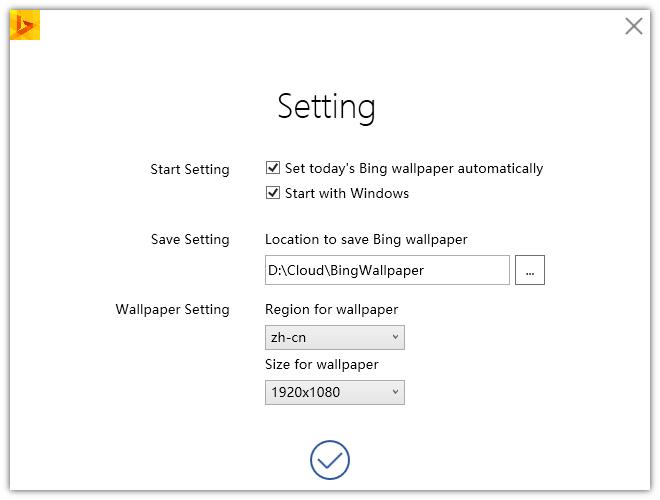 Setting
Start Setting
Set today's Bing wallpaper automatically
Start with Windows
Save Setting
Location to save Bing wallpaper
D:\Cloud\BingWallpaper
...
Wallpaper Setting
Region for wallpaper
zh-cn
Size for wallpaper
1920x1080